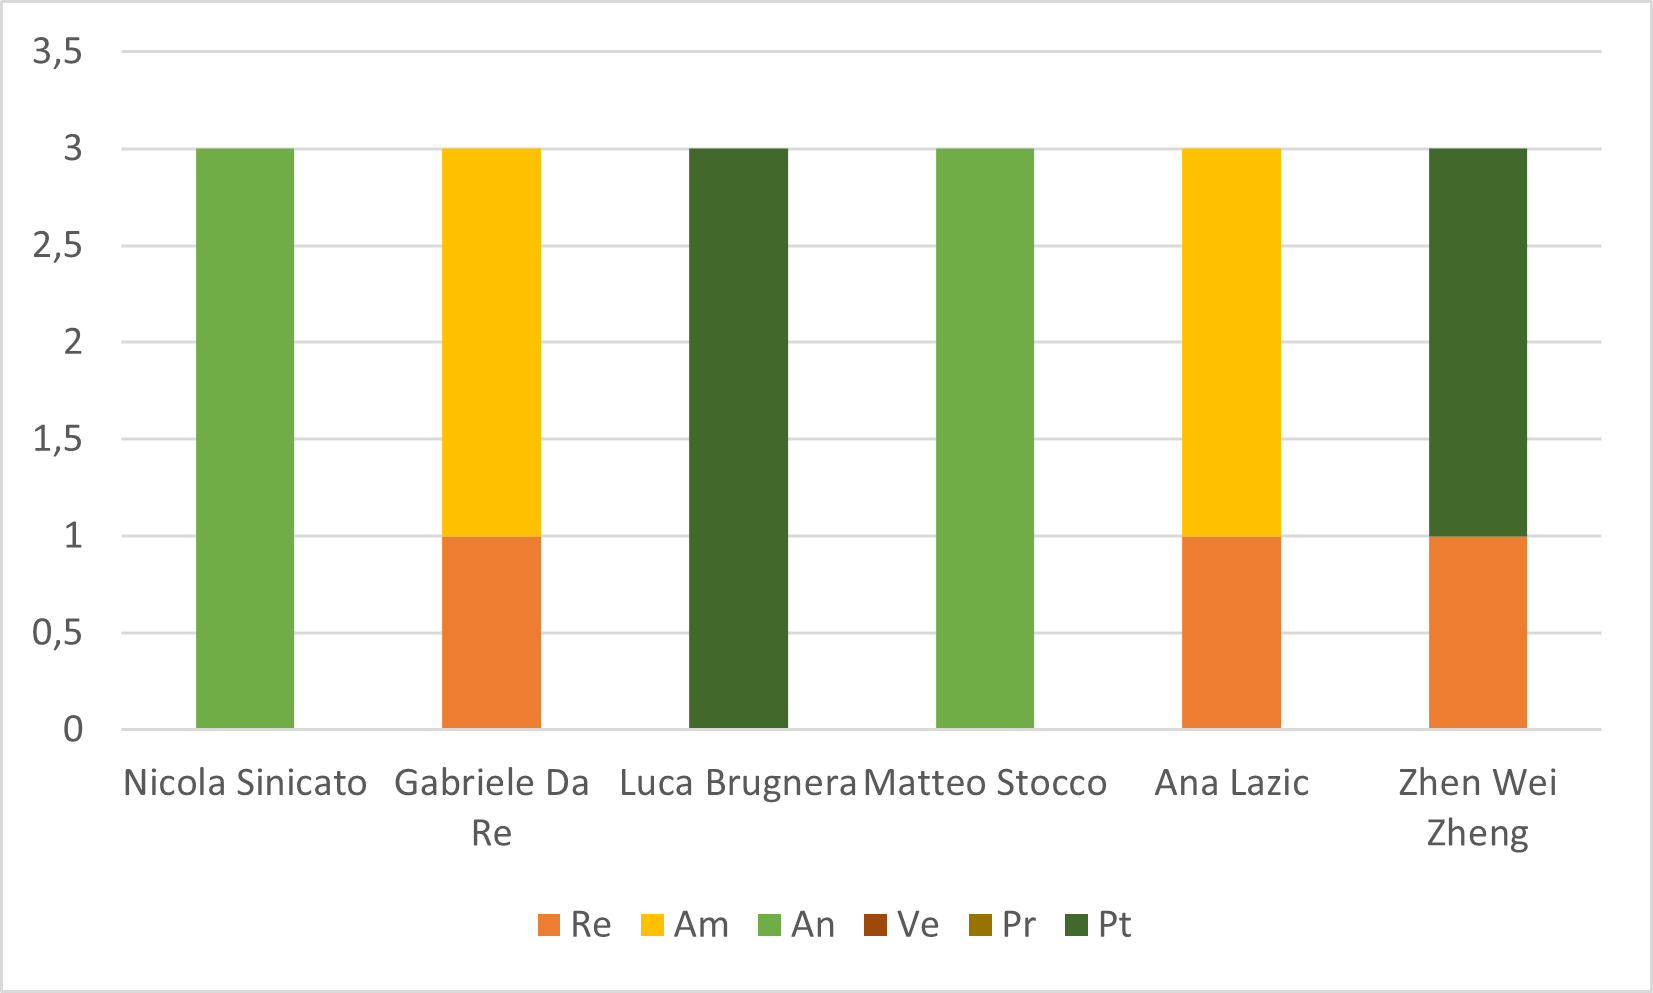 3,5
3
2,5
2
1,5
1
0,5
0
Nicola Sinicato
Gabriele Da
Re
Luca Brugnera
Matteo Stocco
Ana Lazic
Zhen Wei
Zheng
Re Am An Ve Pr Pt